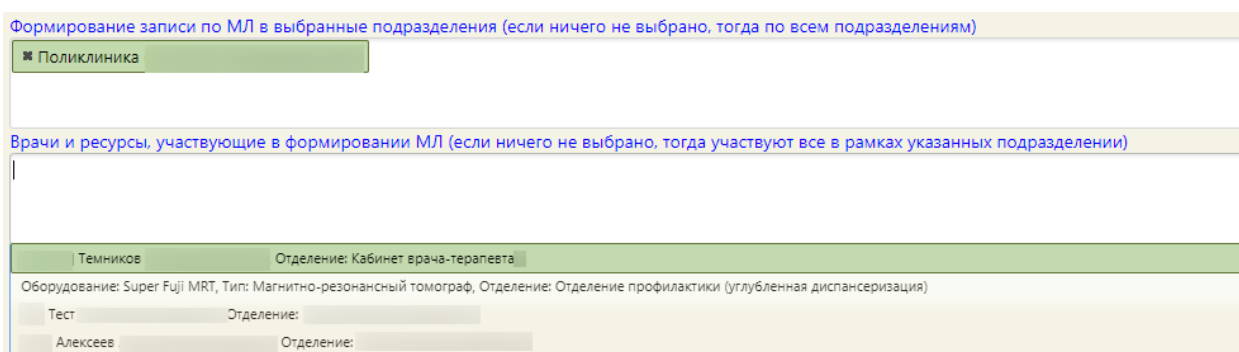 Формирование записи по МЛ в выбранные подразделения (если ничего не выбрано, тогда по всем подразделениям)
✖ Поликлиника
Врачи и ресурсы, участвующие в формировании МЛ (если ничего не выбрано, тогда участвуют все в рамках указанных подразделении)
Темников Отделение: Кабинет врача-терапевта
Оборудование: Super Fuji MRT, Тип: Магнитно-резонансный томограф, Отделение: Отделение профилактики (углубленная диспансеризация)
Тест Отделение:
Алексеев Отделение: